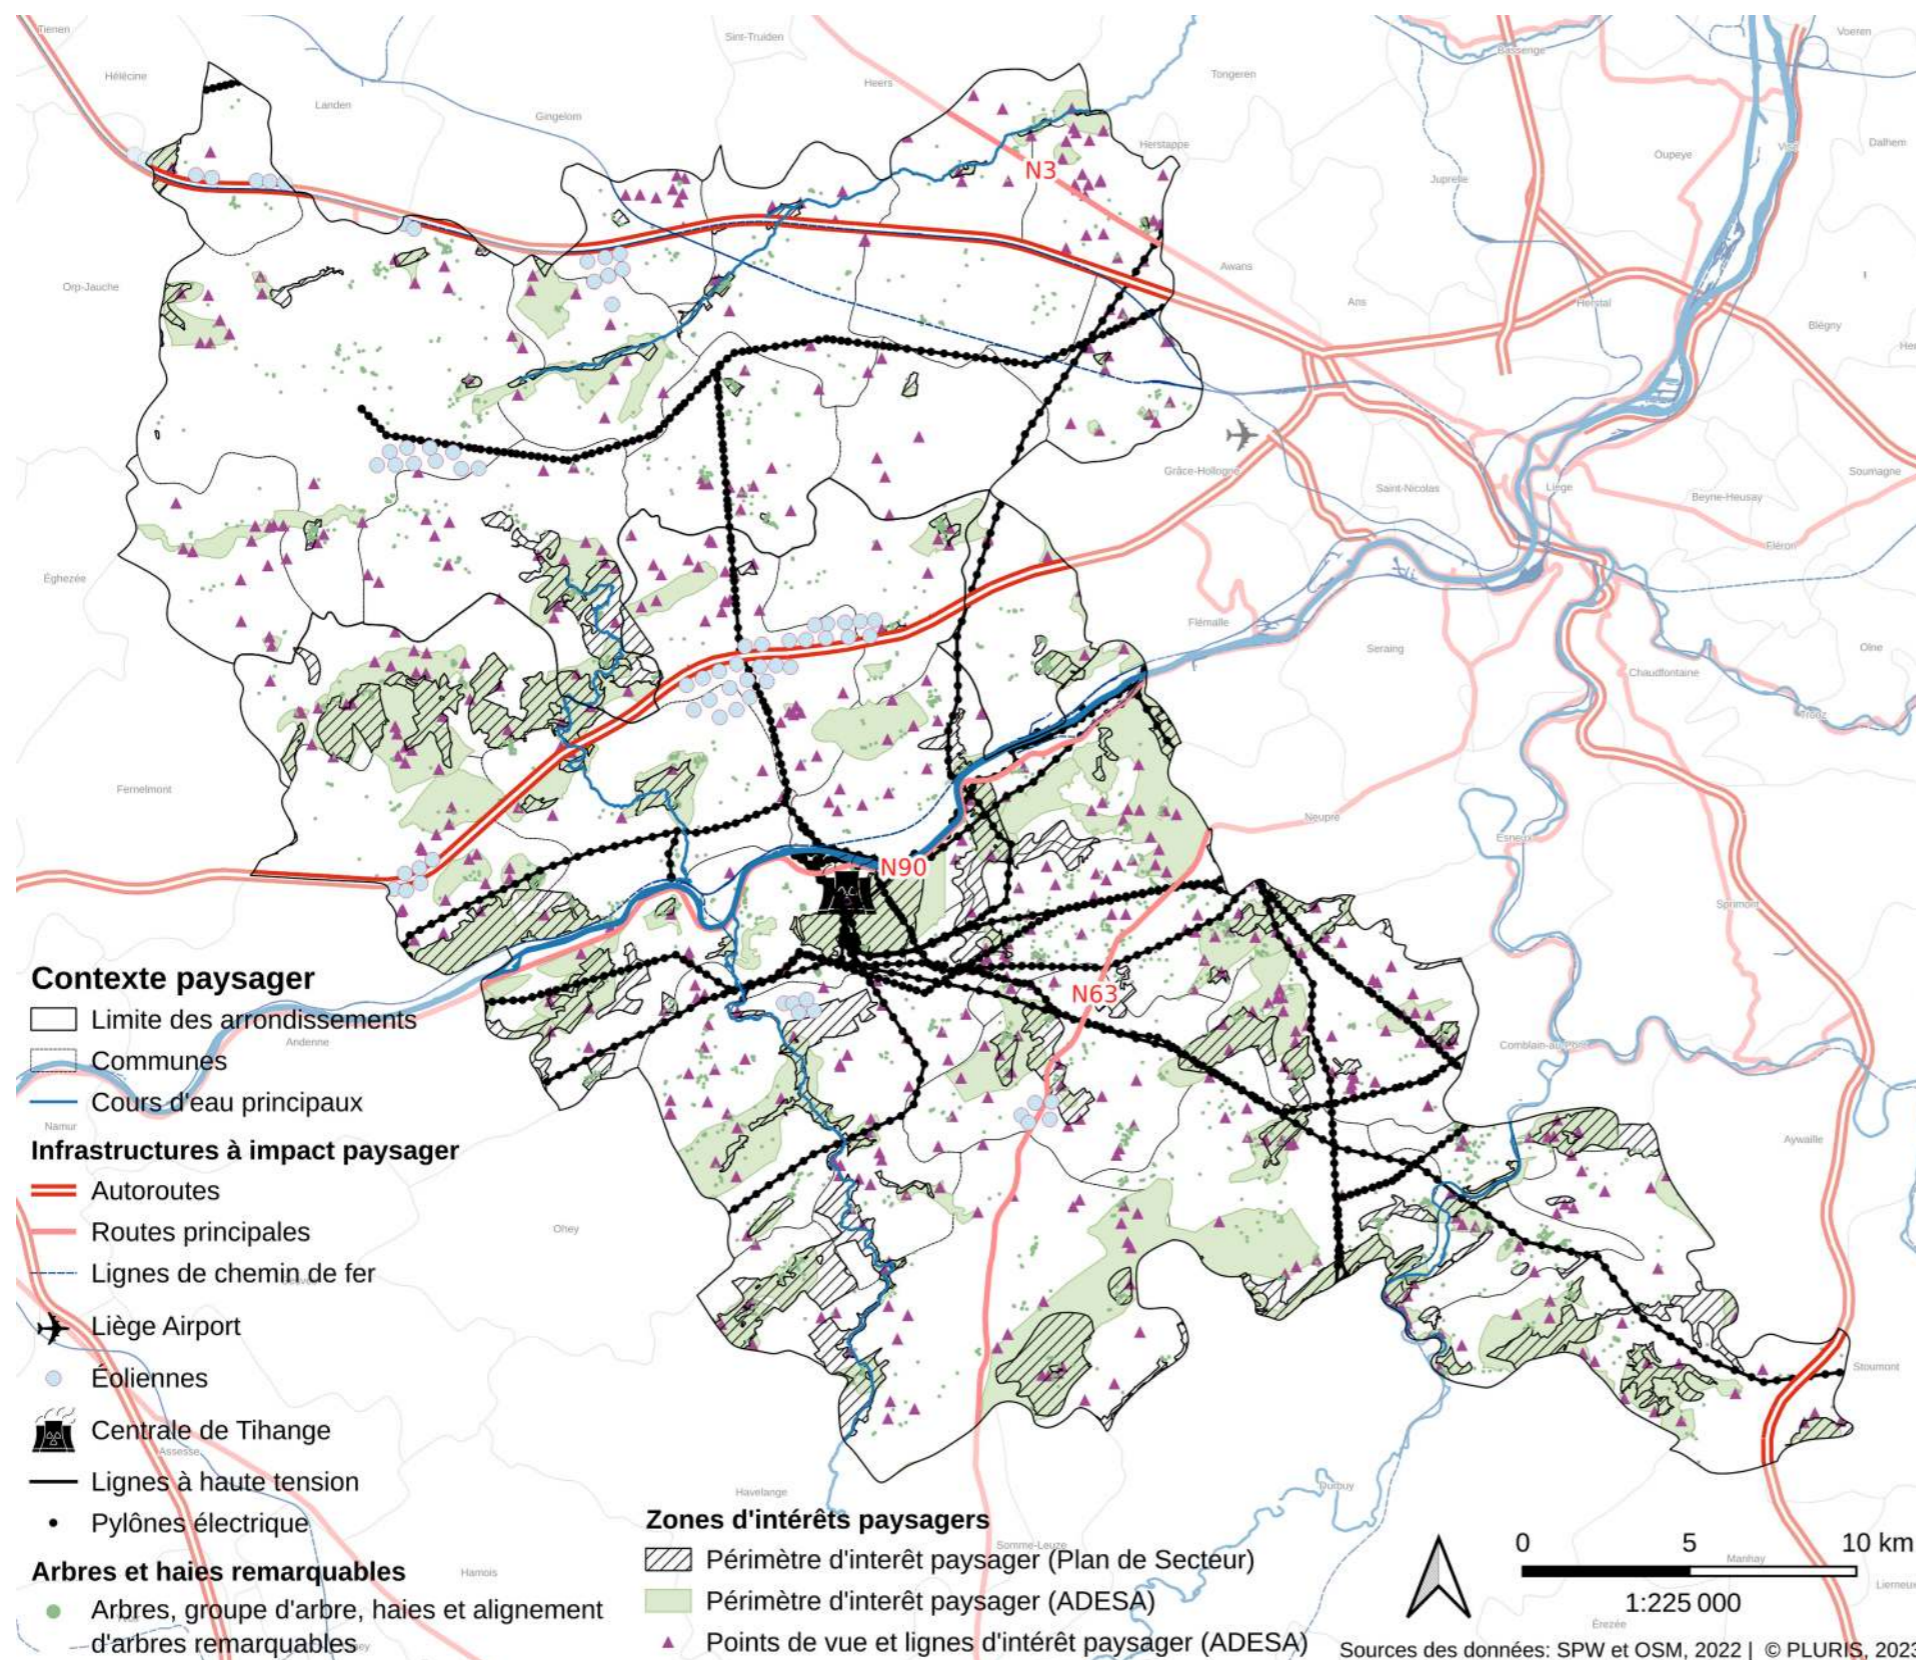 Tienen
Sint-Truiden
Bassenge
Voeren
Hélécine
Landen
Heers
Tongeren
Gingelom
Herstappe
Oupeye
Dalhem
N3
Juprelle
Awans
Orp-Jauche
Ans
Herstal
Blégny
Grâce-Hollogne
Saint-Nicolas
Liège
Beyne-Heusay
Soumagne
Fléron
Éghezée
Flémalle
Seraing
Olne
Chaudfontaine
Trooz
Fernelmont
Neupré
Esneux
N90
Sprimont
N63
Comblain-au-Pont
Andenne
Namur
Aywaille
Ohey
Stoumont
Assesse
Havelange
Durbuy
Somme-Leuze
Hamois
Manhay
Lierneux
Érezée
Contexte paysager
Limite des arrondissements
Communes
Cours d'eau principaux
Infrastructures à impact paysager
Autoroutes
Routes principales
Lignes de chemin de fer
Liège Airport
Éoliennes
Centrale de Tihange
Lignes à haute tension
Pylônes électrique
Arbres et haies remarquables
Arbres, groupe d'arbre, haies et alignement
d'arbres remarquables
Zones d'intérêts paysagers
Périmètre d'interêt paysager (Plan de Secteur)
Périmètre d'interêt paysager (ADESA)
Points de vue et lignes d'intérêt paysager (ADESA)
0 5 10 km
1:225 000
Sources des données: SPW et OSM, 2022 | © PLURIS, 2023